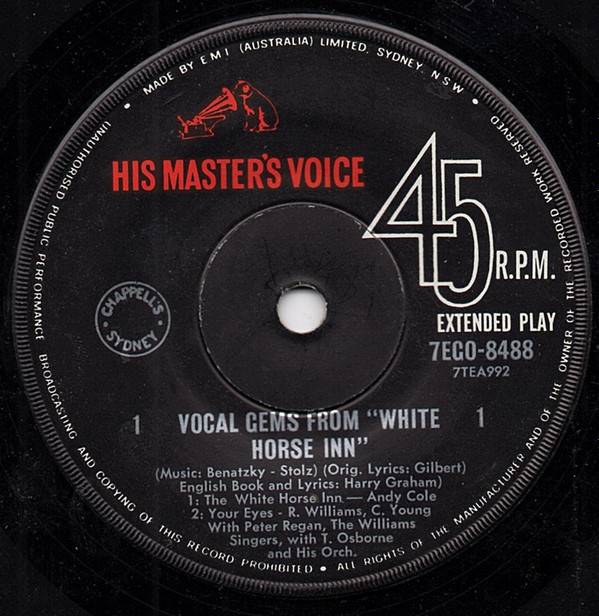 MADE BY E M I (AUSTRALIA) LIMITED. SYDNEY, N S W •
UNAUTHORISED PUBLIC PERFORMANCE BROADCASTING AND COPYING OF THIS RECORD PROHIBITED • ALL RIGHTS OF THE MANUFACTURER AND OF THE OWNER OF THE RECORDED WORK RESERVED
HIS MASTER'S VOICE
45
R.P.M.
EXTENDED PLAY
CHAPPELL'S
• SYDNEY •
7EGO-8488
7TEA992
1 VOCAL GEMS FROM "WHITE 1
HORSE INN"
(Music: Benatzky - Stolz) (Orig. Lyrics: Gilbert)
English Book and Lyrics: Harry Graham)
1: The White Horse Inn — Andy Cole
2: Your Eyes - R. Williams, C. Young
With Peter Regan, The Williams
Singers, with T. Osborne
and His Orch.